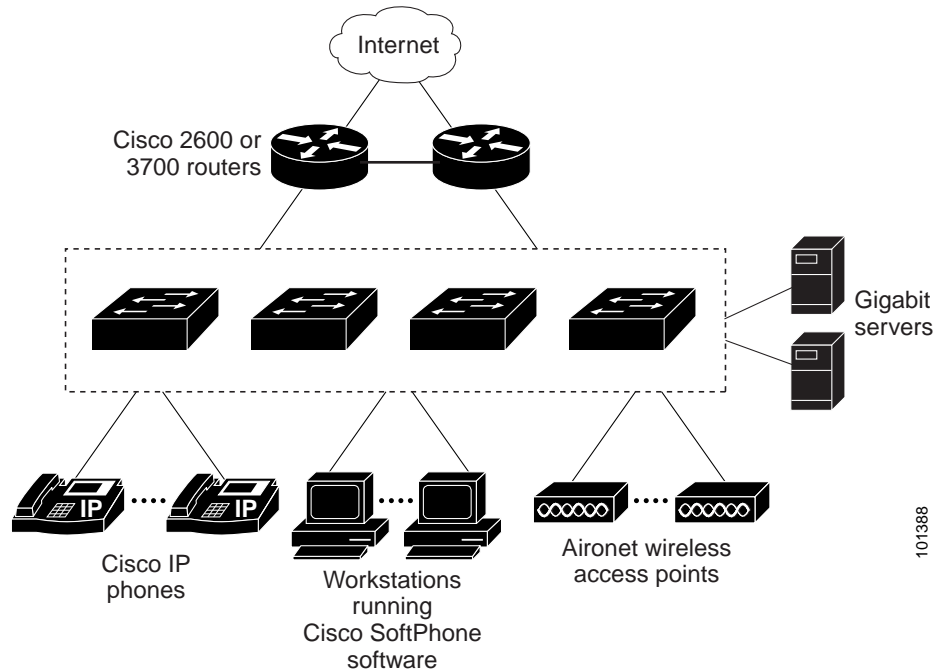 Internet
Cisco 2600 or
3700 routers
Gigabit
servers
IP
IP
Cisco IP
phones
Workstations
running
Cisco SoftPhone
software
Aironet wireless
access points
101388